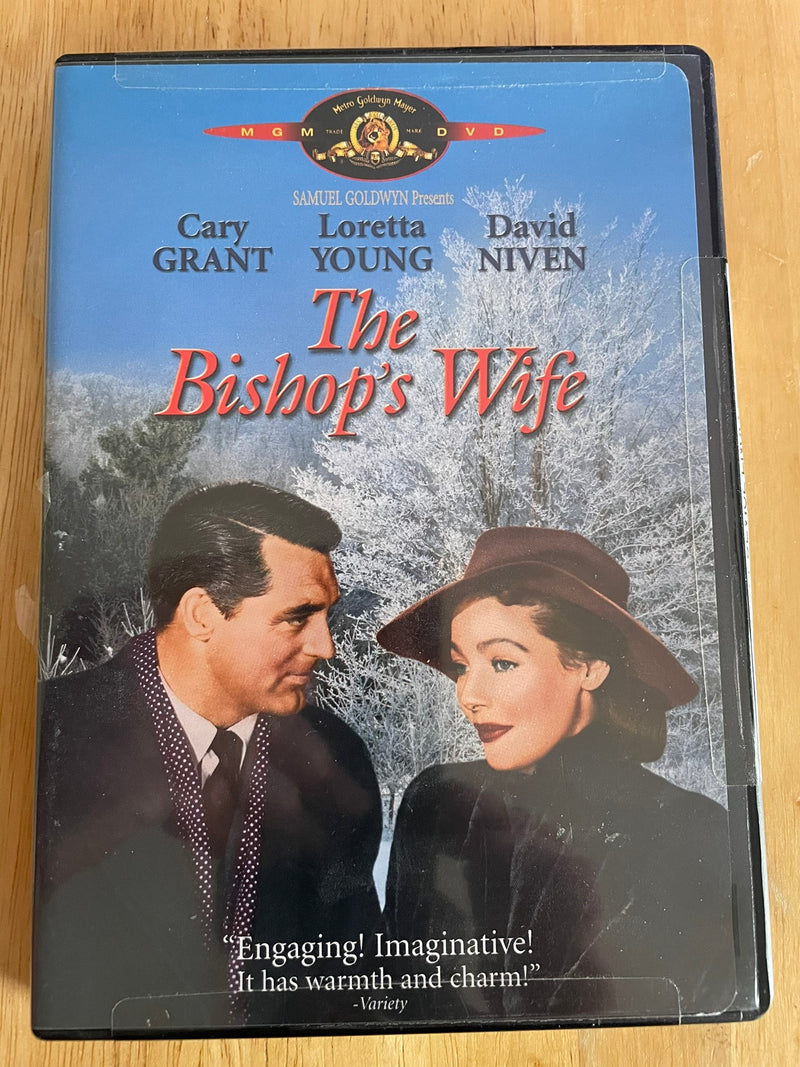 Metro Goldwyn Mayer
MGM TRADE MARK DVD
SAMUEL GOLDWYN Presents
Cary Loretta David
GRANT YOUNG NIVEN
The
Bishop's Wife
“Engaging! Imaginative!
It has warmth and charm!”
-Variety